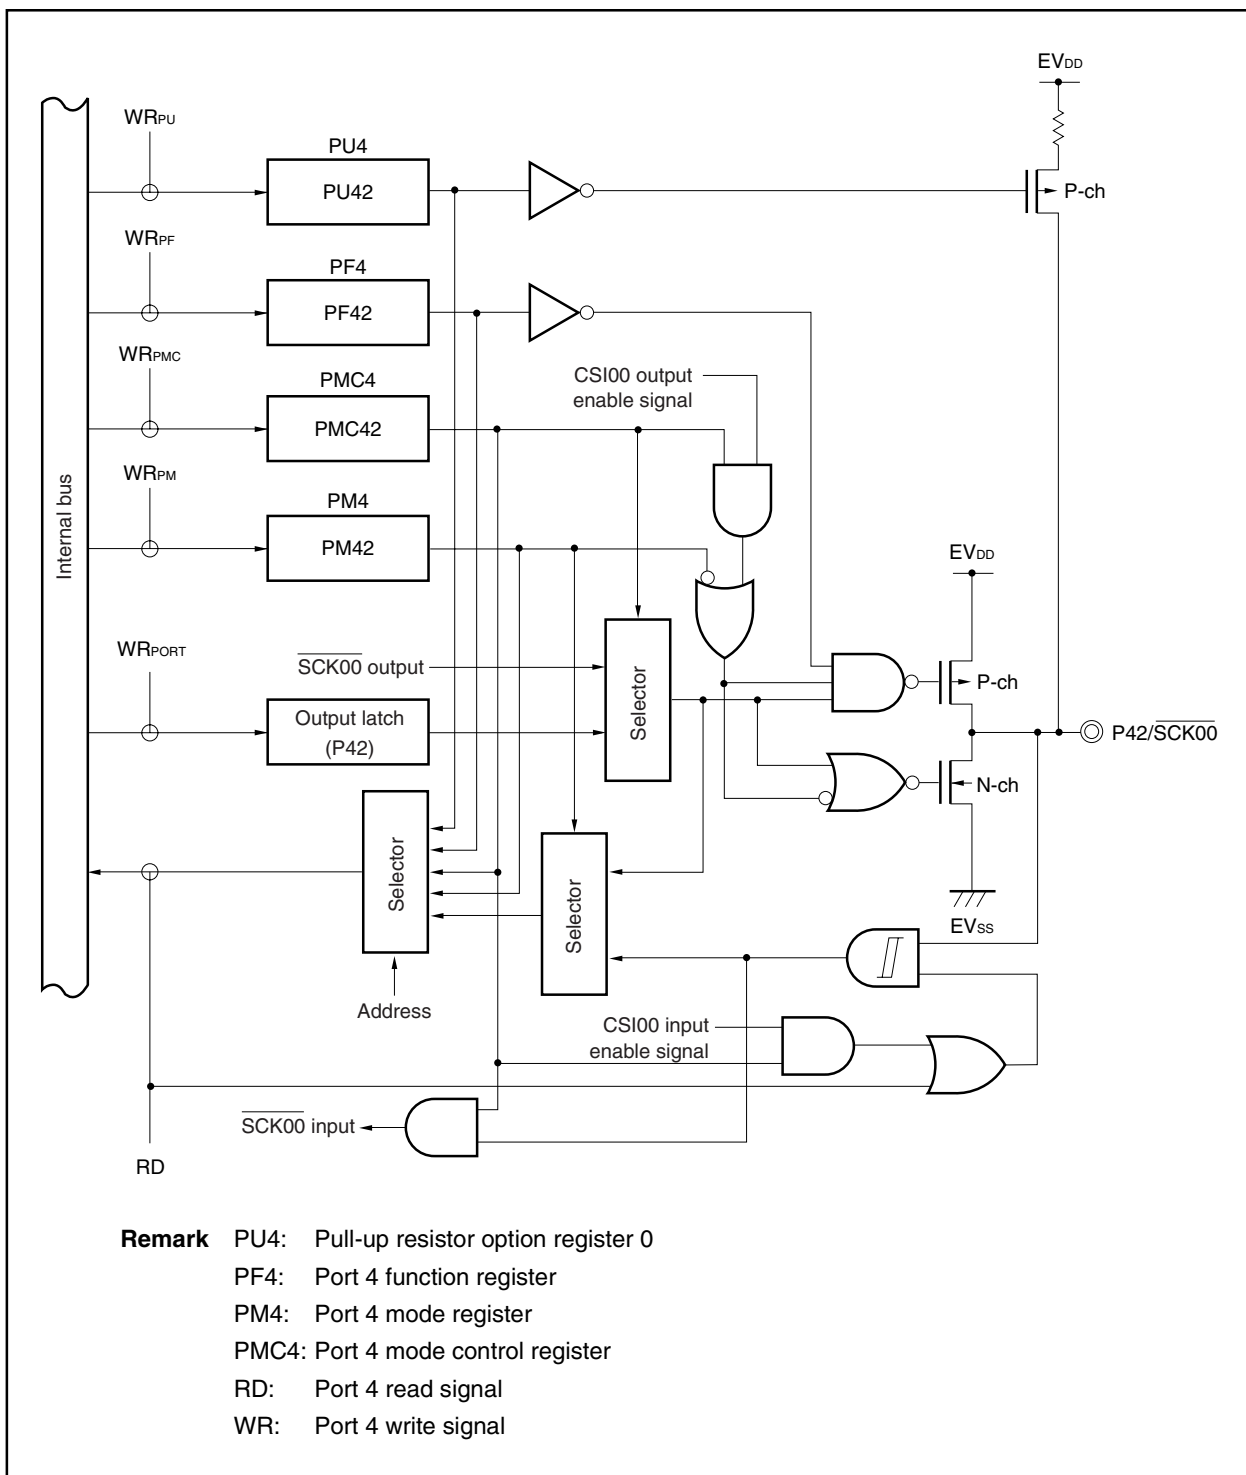 EVDD
WRPU
PU4
PU42
P-ch
WRPF
PF4
PF42
WRPMC
PMC4
CSI00 output
enable signal
PMC42
WRPM
PM4
Internal bus
PM42
EVDD
WRPORT
SCK00 output
Selector
P-ch
Output latch
(P42)
P42/SCK00
N-ch
Selector
Selector
EVSS
Address
CSI00 input
enable signal
SCK00 input
RD
Remark PU4: Pull-up resistor option register 0
PF4: Port 4 function register
PM4: Port 4 mode register
PMC4: Port 4 mode control register
RD: Port 4 read signal
WR: Port 4 write signal